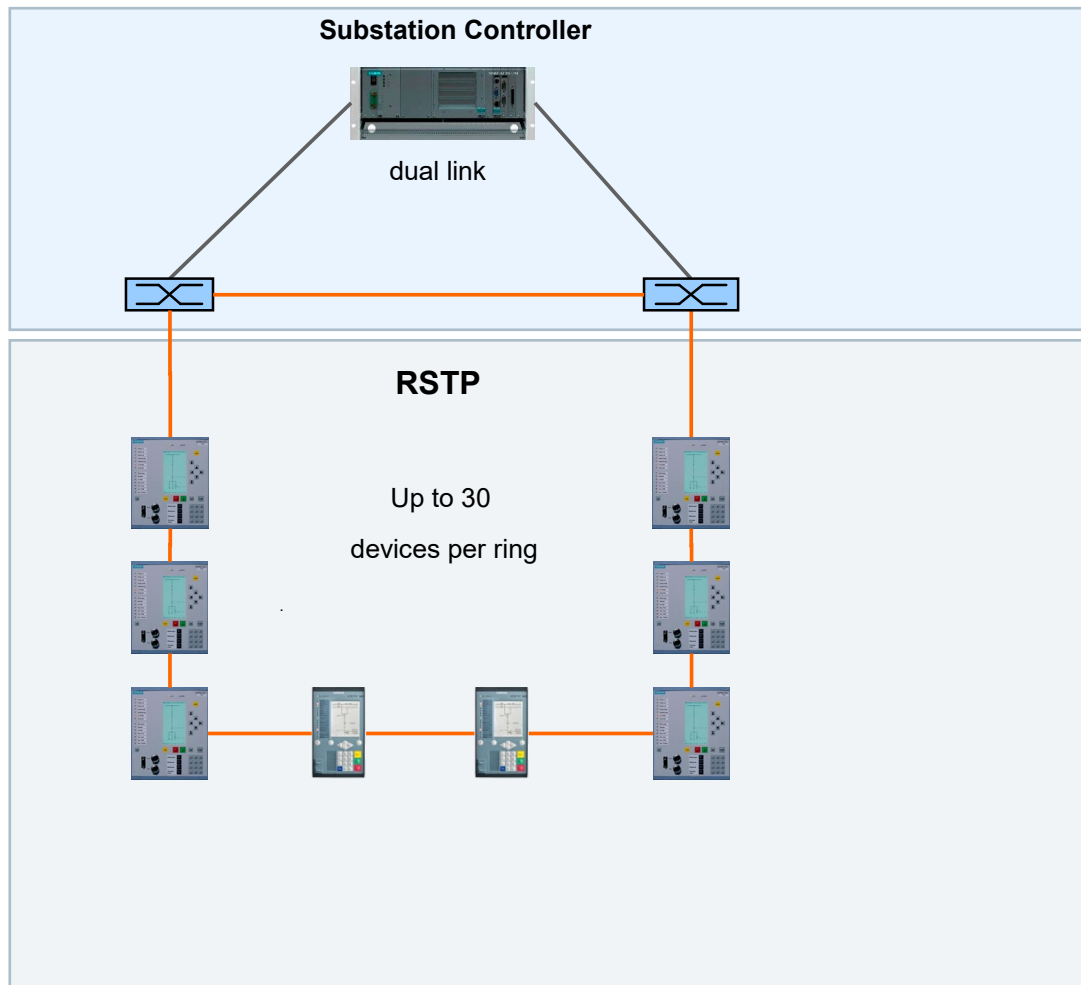 Substation Controller
dual link
RSTP
Up to 30
devices per ring
.